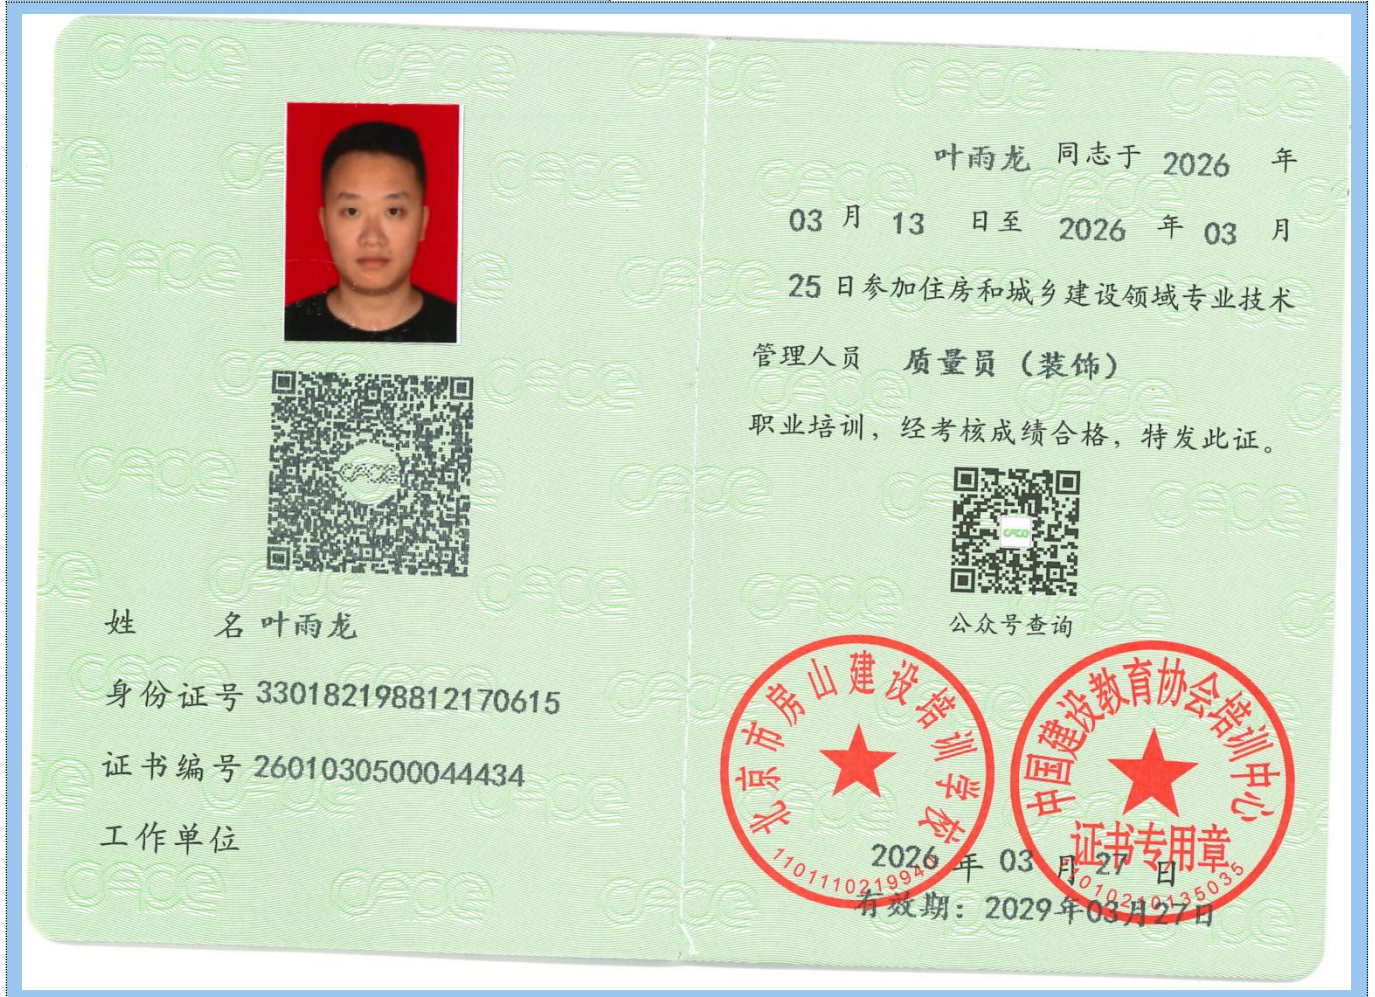 姓 名 叶雨龙
身份证号 330182198812170615
证书编号 2601030500044434
工作单位
叶雨龙 同志于 2026 年
03 月 13 日至 2026 年 03 月
25 日参加住房和城乡建设领域专业技术
管理人员 质量员（装饰）
职业培训，经考核成绩合格，特发此证。
公众号查询
北京市房山建设培训学校
中国建设教育协会培训中心
证书专用章
2026 年 03 月 27 日
有效期：2029年03月27日
11010210135035